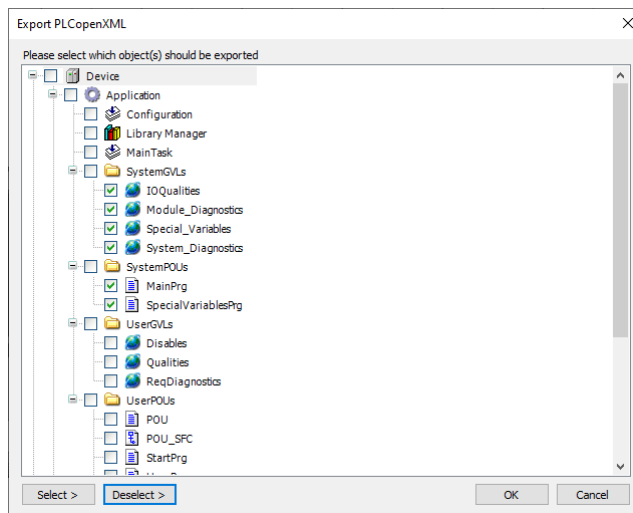 Export PLCopenXML
Please select which object(s) should be exported
Device
Application
Configuration
Library Manager
MainTask
SystemGVLs
IOQualities
Module_Diagnostics
Special_Variables
System_Diagnostics
SystemPOUs
MainPrg
SpecialVariablesPrg
UserGVLs
Disables
Qualities
ReqDiagnostics
UserPOUs
POU
POU_SFC
StartPrg
Select >
Deselect >
OK
Cancel